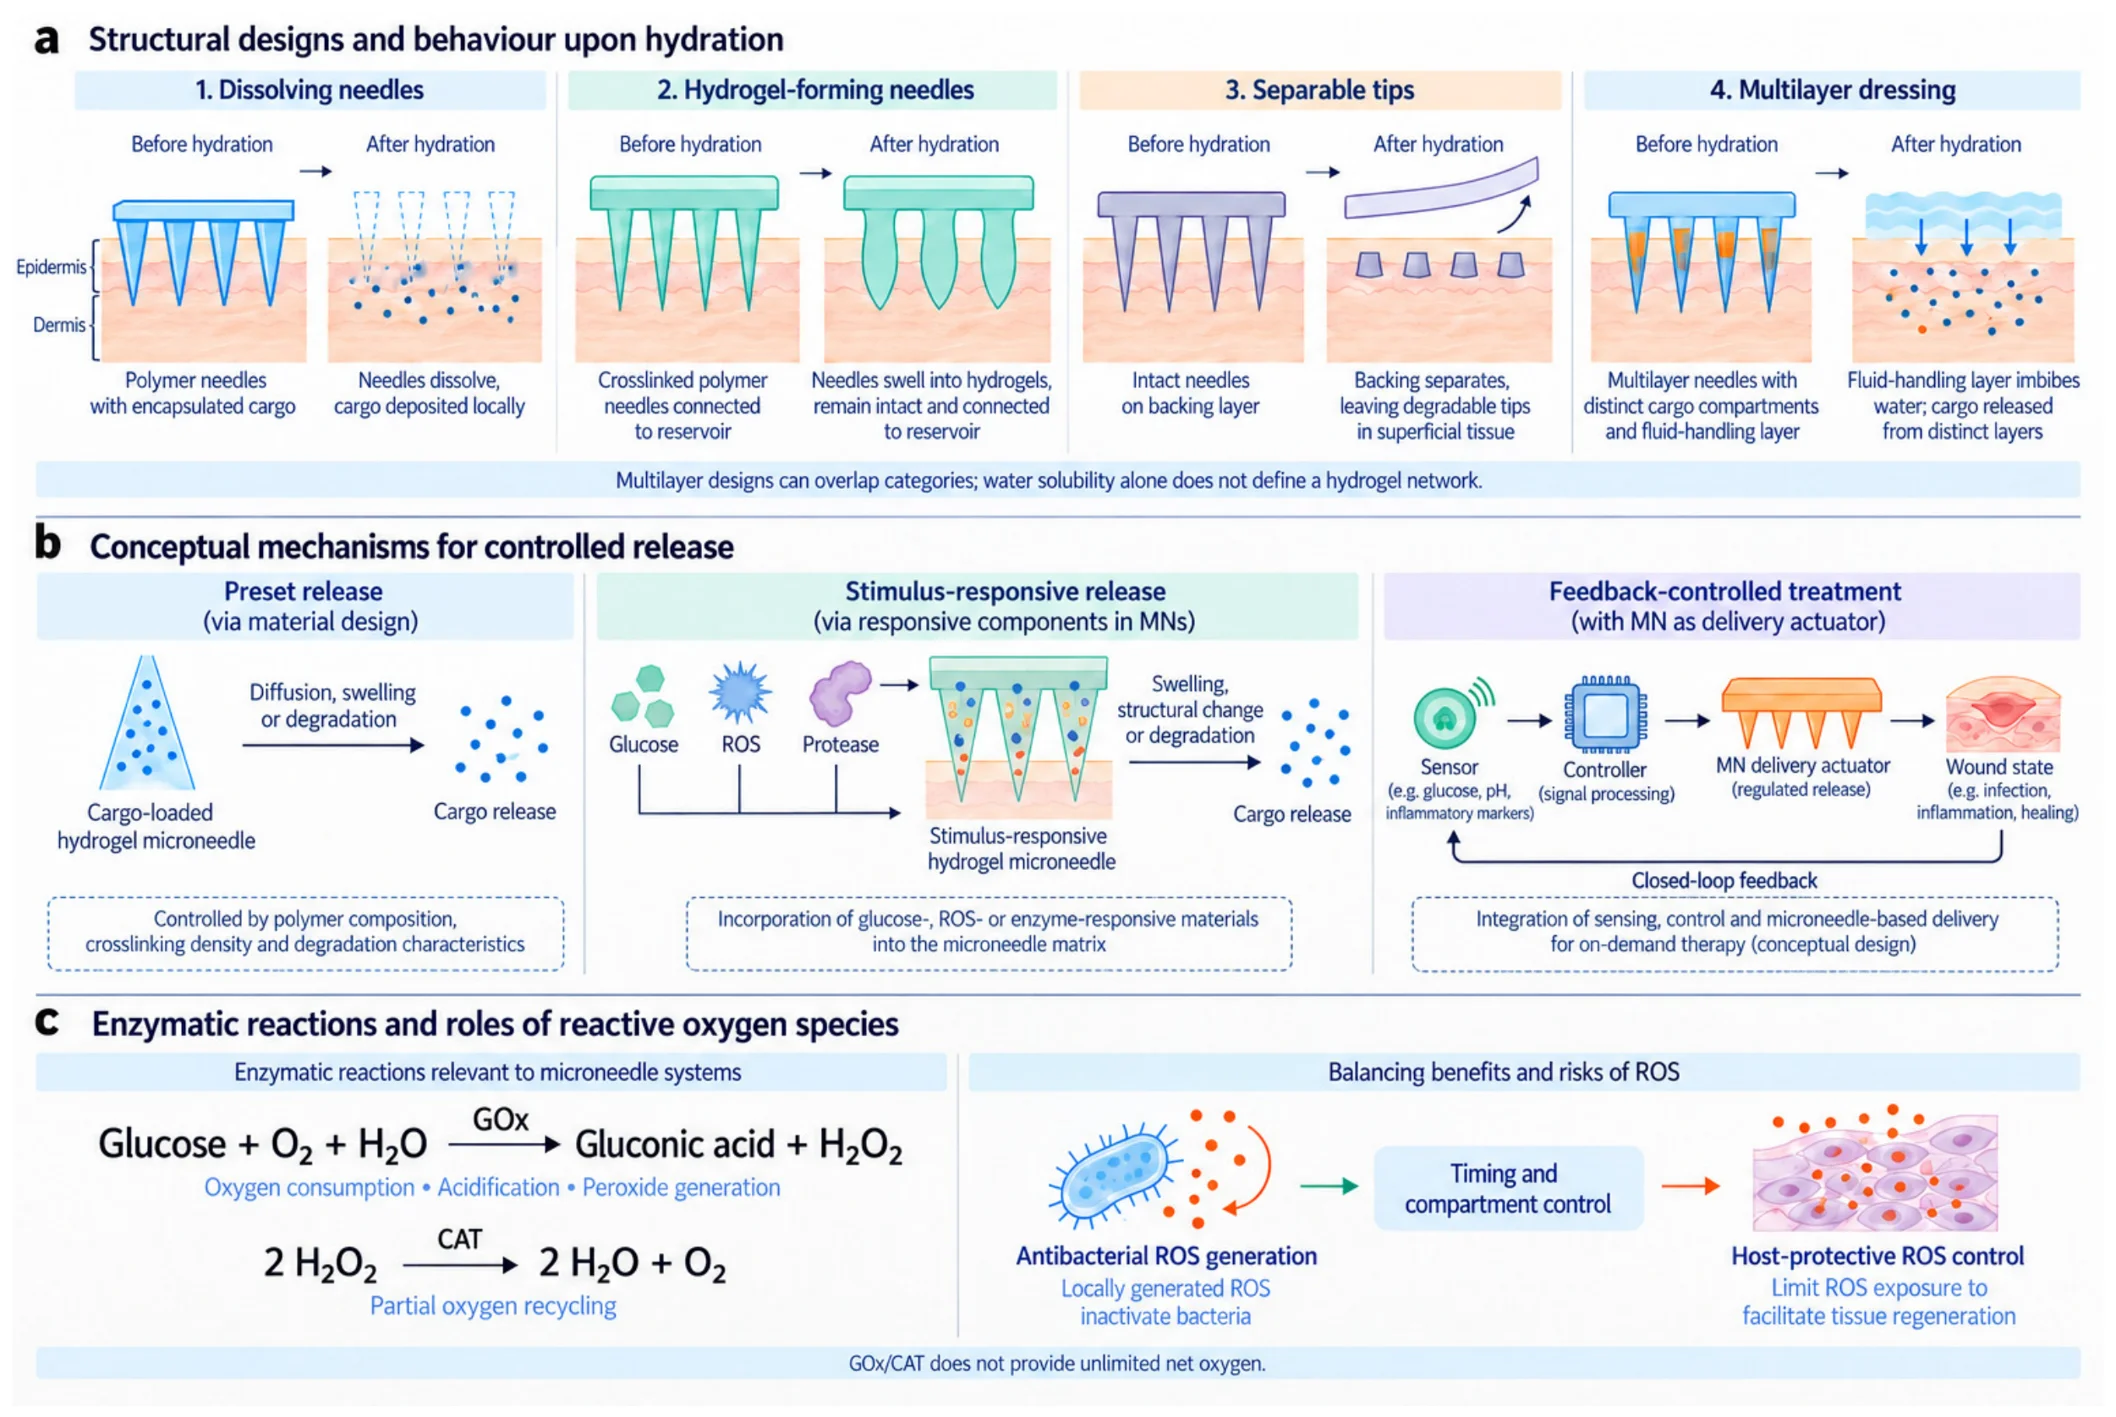 a Structural designs and behaviour upon hydration
1. Dissolving needles
Before hydration
After hydration
Epidermis
Dermis
Polymer needles
with encapsulated cargo
Needles dissolve,
cargo deposited locally
2. Hydrogel-forming needles
Before hydration
After hydration
Crosslinked polymer
needles connected
to reservoir
Needles swell into hydrogels,
remain intact and connected
to reservoir
3. Separable tips
Before hydration
After hydration
Intact needles
on backing layer
Backing separates,
leaving degradable tips
in superficial tissue
4. Multilayer dressing
Before hydration
After hydration
Multilayer needles with
distinct cargo compartments
and fluid-handling layer
Fluid-handling layer imbibes
water; cargo released
from distinct layers
Multilayer designs can overlap categories; water solubility alone does not define a hydrogel network.
b Conceptual mechanisms for controlled release
Preset release
(via material design)
Diffusion, swelling
or degradation
Cargo-loaded
hydrogel microneedle
Cargo release
Controlled by polymer composition,
crosslinking density and degradation characteristics
Stimulus-responsive release
(via responsive components in MNs)
Glucose
ROS
Protease
Swelling,
structural change
or degradation
Stimulus-responsive
hydrogel microneedle
Cargo release
Incorporation of glucose-, ROS- or enzyme-responsive materials
into the microneedle matrix
Feedback-controlled treatment
(with MN as delivery actuator)
Sensor
(e.g. glucose, pH,
inflammatory markers)
Controller
(signal processing)
MN delivery actuator
(regulated release)
Wound state
(e.g. infection,
inflammation, healing)
Closed-loop feedback
Integration of sensing, control and microneedle-based delivery
for on-demand therapy (conceptual design)
c Enzymatic reactions and roles of reactive oxygen species
Enzymatic reactions relevant to microneedle systems
GOx
Glucose + O₂ + H₂O → Gluconic acid + H₂O₂
Oxygen consumption • Acidification • Peroxide generation
CAT
2 H₂O₂ → 2 H₂O + O₂
Partial oxygen recycling
Balancing benefits and risks of ROS
Antibacterial ROS generation
Locally generated ROS
inactivate bacteria
Timing and
compartment control
Host-protective ROS control
Limit ROS exposure to
facilitate tissue regeneration
GOx/CAT does not provide unlimited net oxygen.